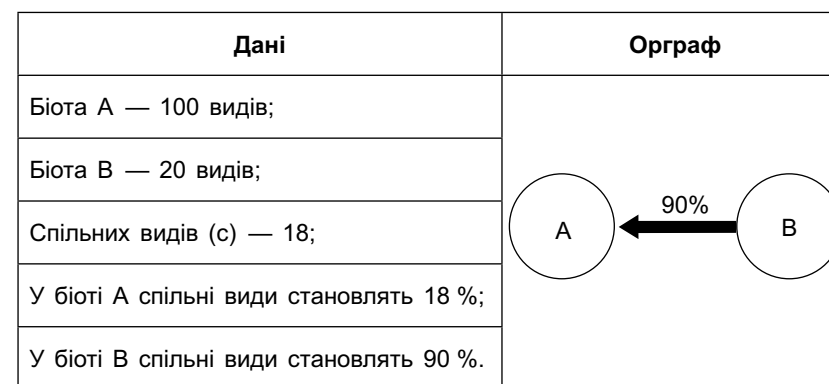 Дані
Орграф
Біота А — 100 видів;
Біота В — 20 видів;
Спільних видів (с) — 18;
У біоті А спільні види становлять 18 %;
У біоті В спільні види становлять 90 %.
90%
А
В